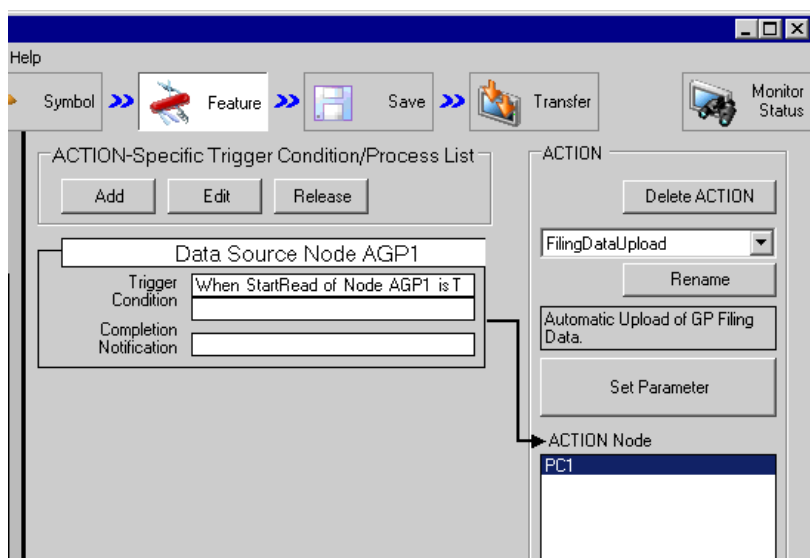 Help
Symbol
Feature
Save
Transfer
Monitor
Status
ACTION-Specific Trigger Condition/Process List
Add
Edit
Release
Data Source Node AGP1
Trigger
Condition
When StartRead of Node AGP1 is T
Completion
Notification
ACTION
Delete ACTION
FilingDataUpload
Rename
Automatic Upload of GP Filing
Data.
Set Parameter
ACTION Node
PC1